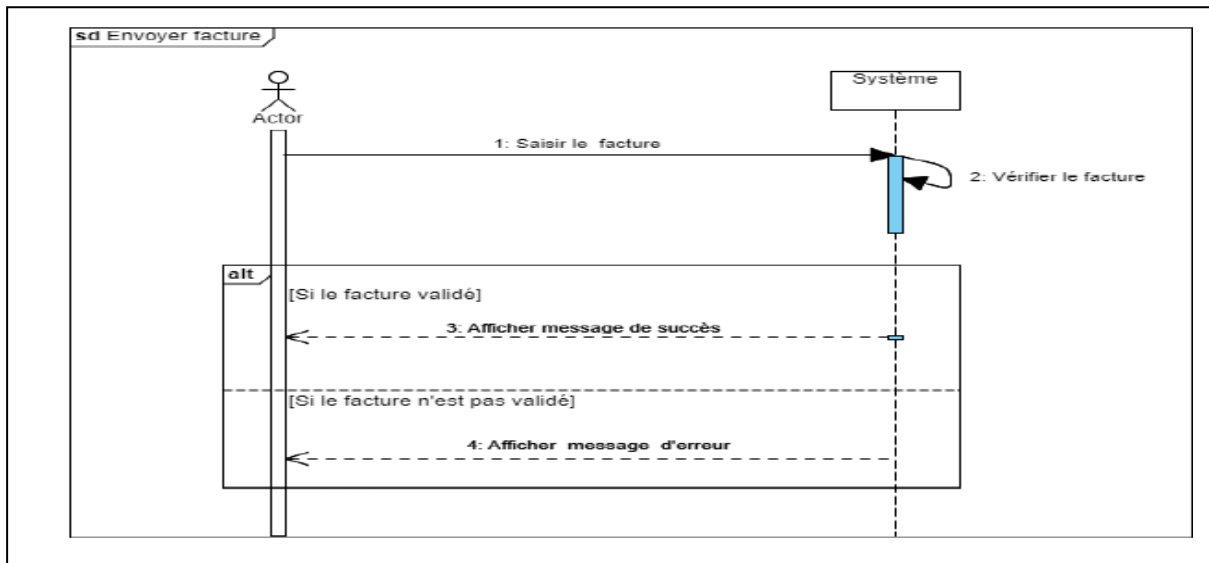 sd Envoyer facture
Système
Actor
1: Saisir le facture
2: Vérifier le facture
alt
[Si le facture validé]
3: Afficher message de succès
[Si le facture n'est pas validé]
4: Afficher message d'erreur